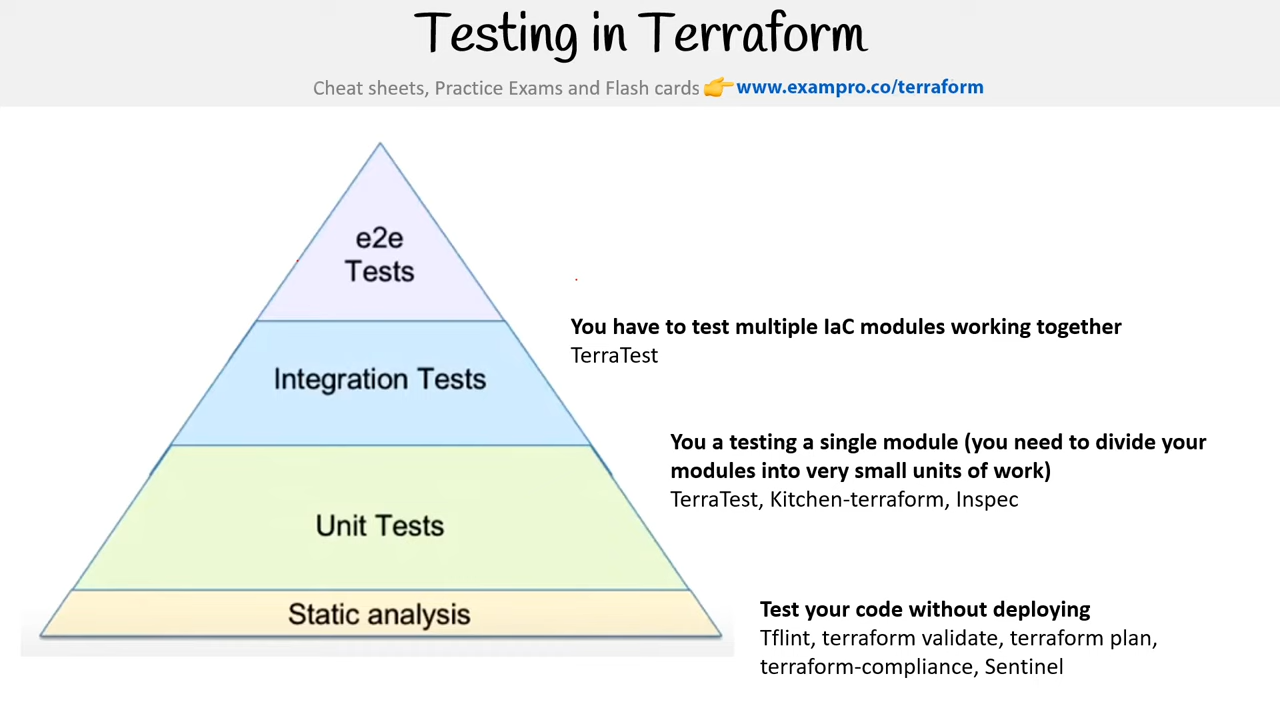 Testing in Terraform
Cheat sheets, Practice Exams and Flash cards 👉 www.exampro.co/terraform
e2e
Tests
You have to test multiple IaC modules working together
TerraTest
Integration Tests
You a testing a single module (you need to divide your
modules into very small units of work)
TerraTest, Kitchen-terraform, Inspec
Unit Tests
Static analysis
Test your code without deploying
Tflint, terraform validate, terraform plan,
terraform-compliance, Sentinel